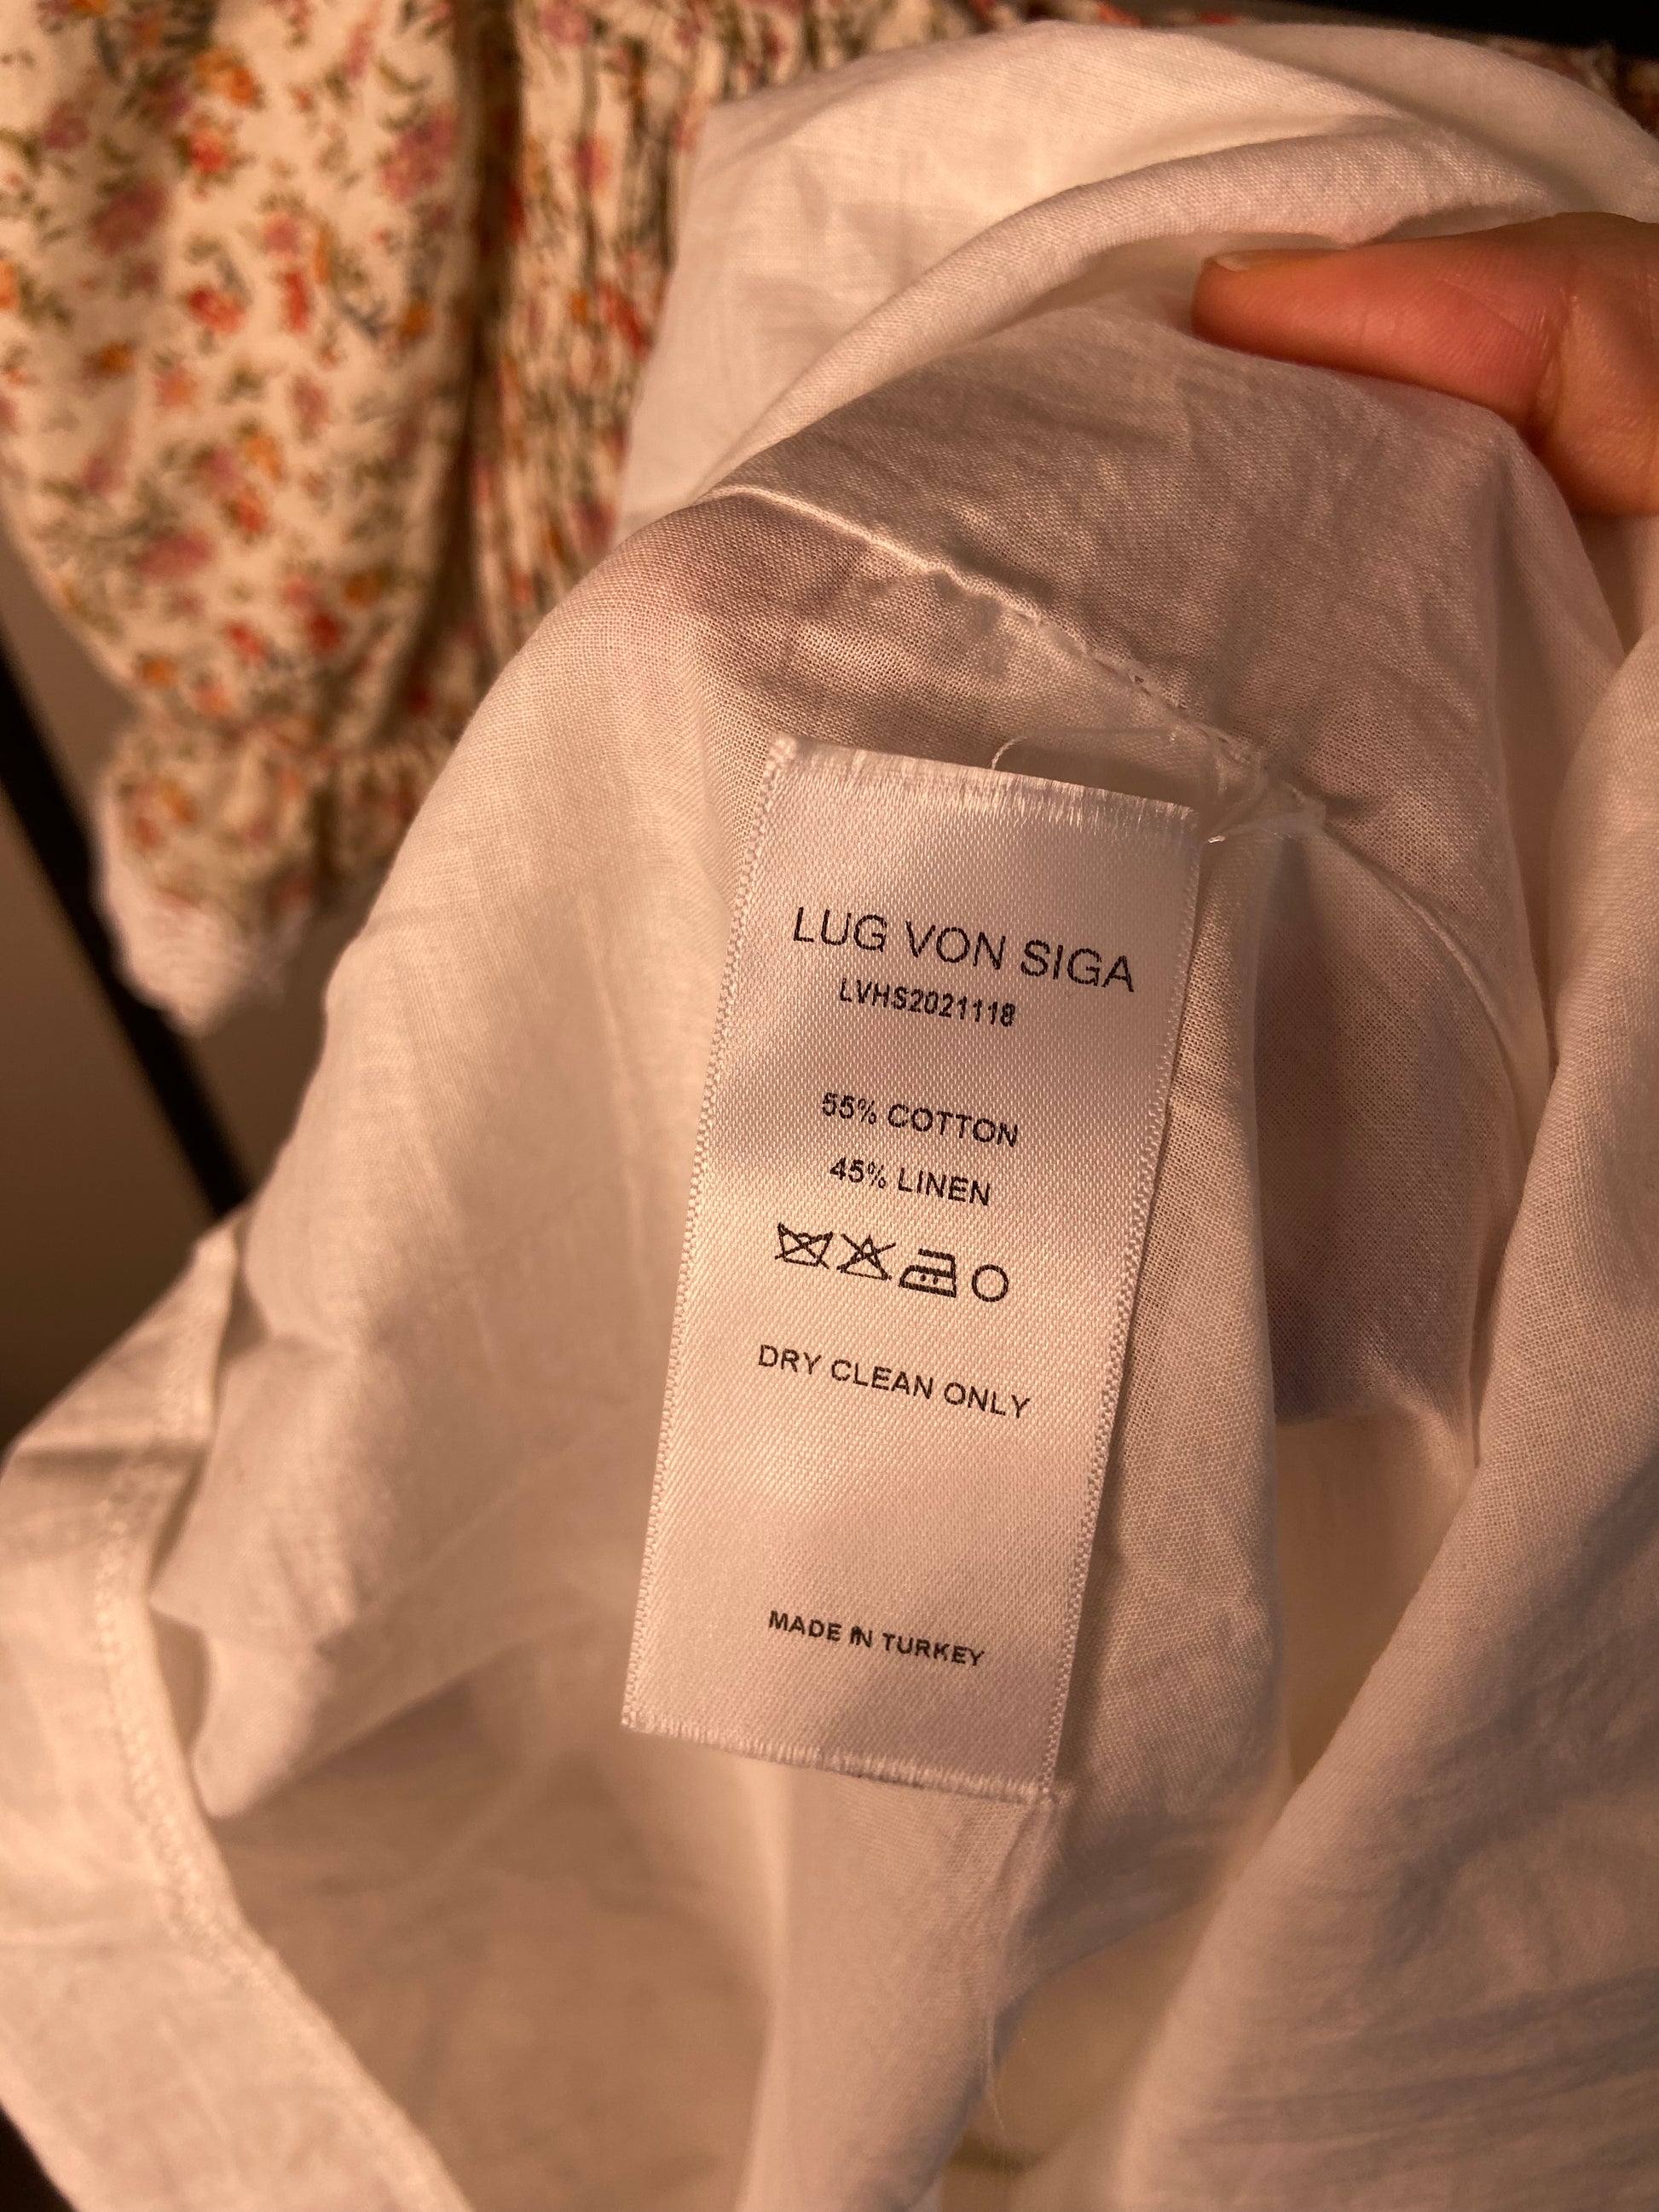 LUG VON SIGA
LVHS2021118
55% COTTON
45% LINEN
DRY CLEAN ONLY
MADE IN TURKEY